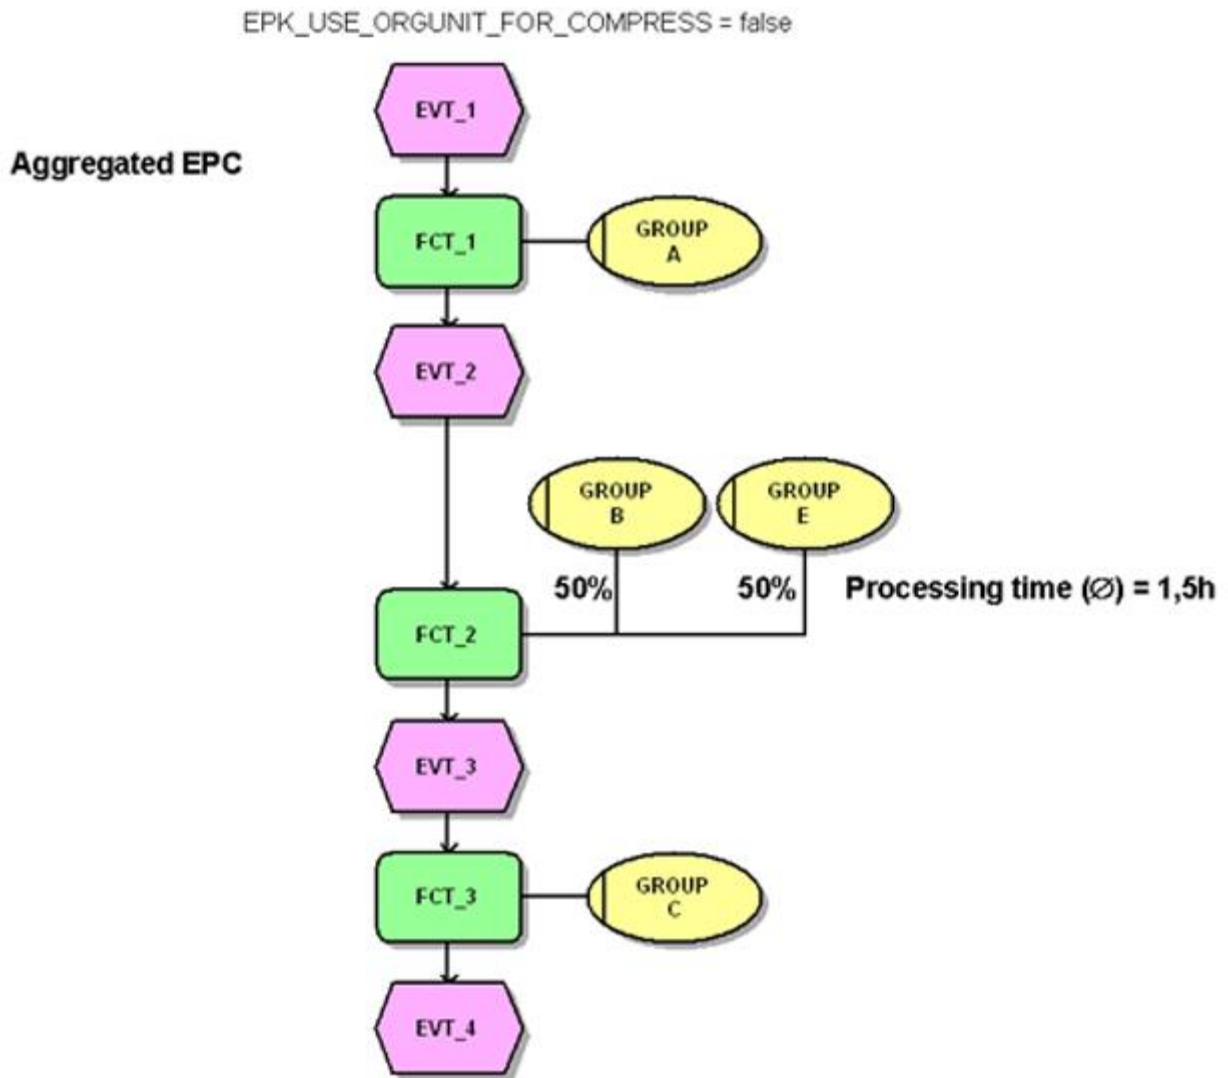 EPK_USE_ORGUNIT_FOR_COMPRESS = false
EVT_1
Aggregated EPC
FCT_1
GROUP
A
EVT_2
GROUP
B
GROUP
E
50%
50%
Processing time (∅) = 1,5h
FCT_2
EVT_3
FCT_3
GROUP
C
EVT_4